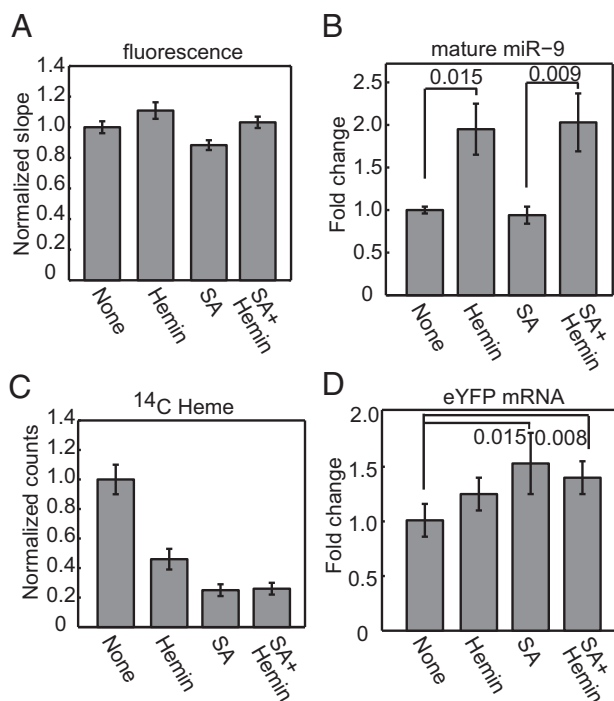 A
fluorescence
Normalized slope
1.4
1.2
1.0
0.8
0.6
0.4
0.2
0
None
Hemin
SA
SA+
Hemin
B
mature miR−9
Fold change
2.5
2.0
1.5
1.0
0.5
0
0.015
0.009
None
Hemin
SA
SA+
Hemin
C
14C Heme
Normalized counts
1.4
1.2
1.0
0.8
0.6
0.4
0.2
0
None
Hemin
SA
SA+
Hemin
D
eYFP mRNA
Fold change
2.0
1.5
1.0
0.5
0
0.015
0.008
None
Hemin
SA
SA+
Hemin